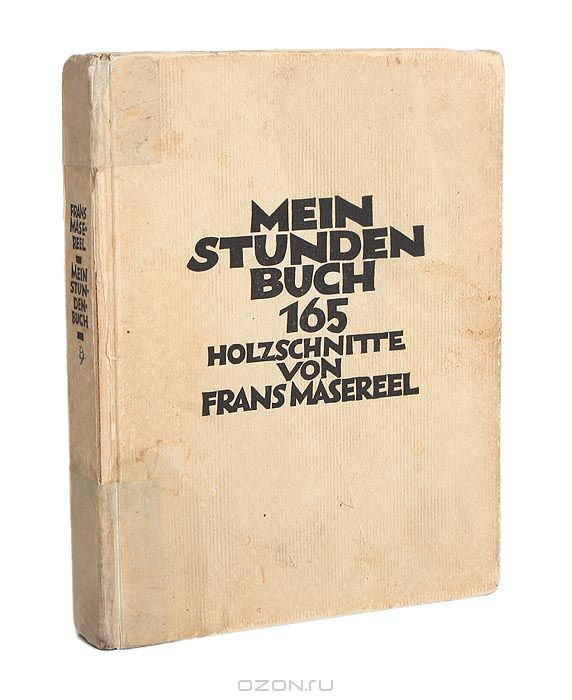 MEIN
STUNDEN
BUCH
165
HOLZSCHNITTE
VON
FRANS MASEREEL
FRANS
MASE-
REEL
MEIN
STUN-
DEN-
BUCH
OZON.RU